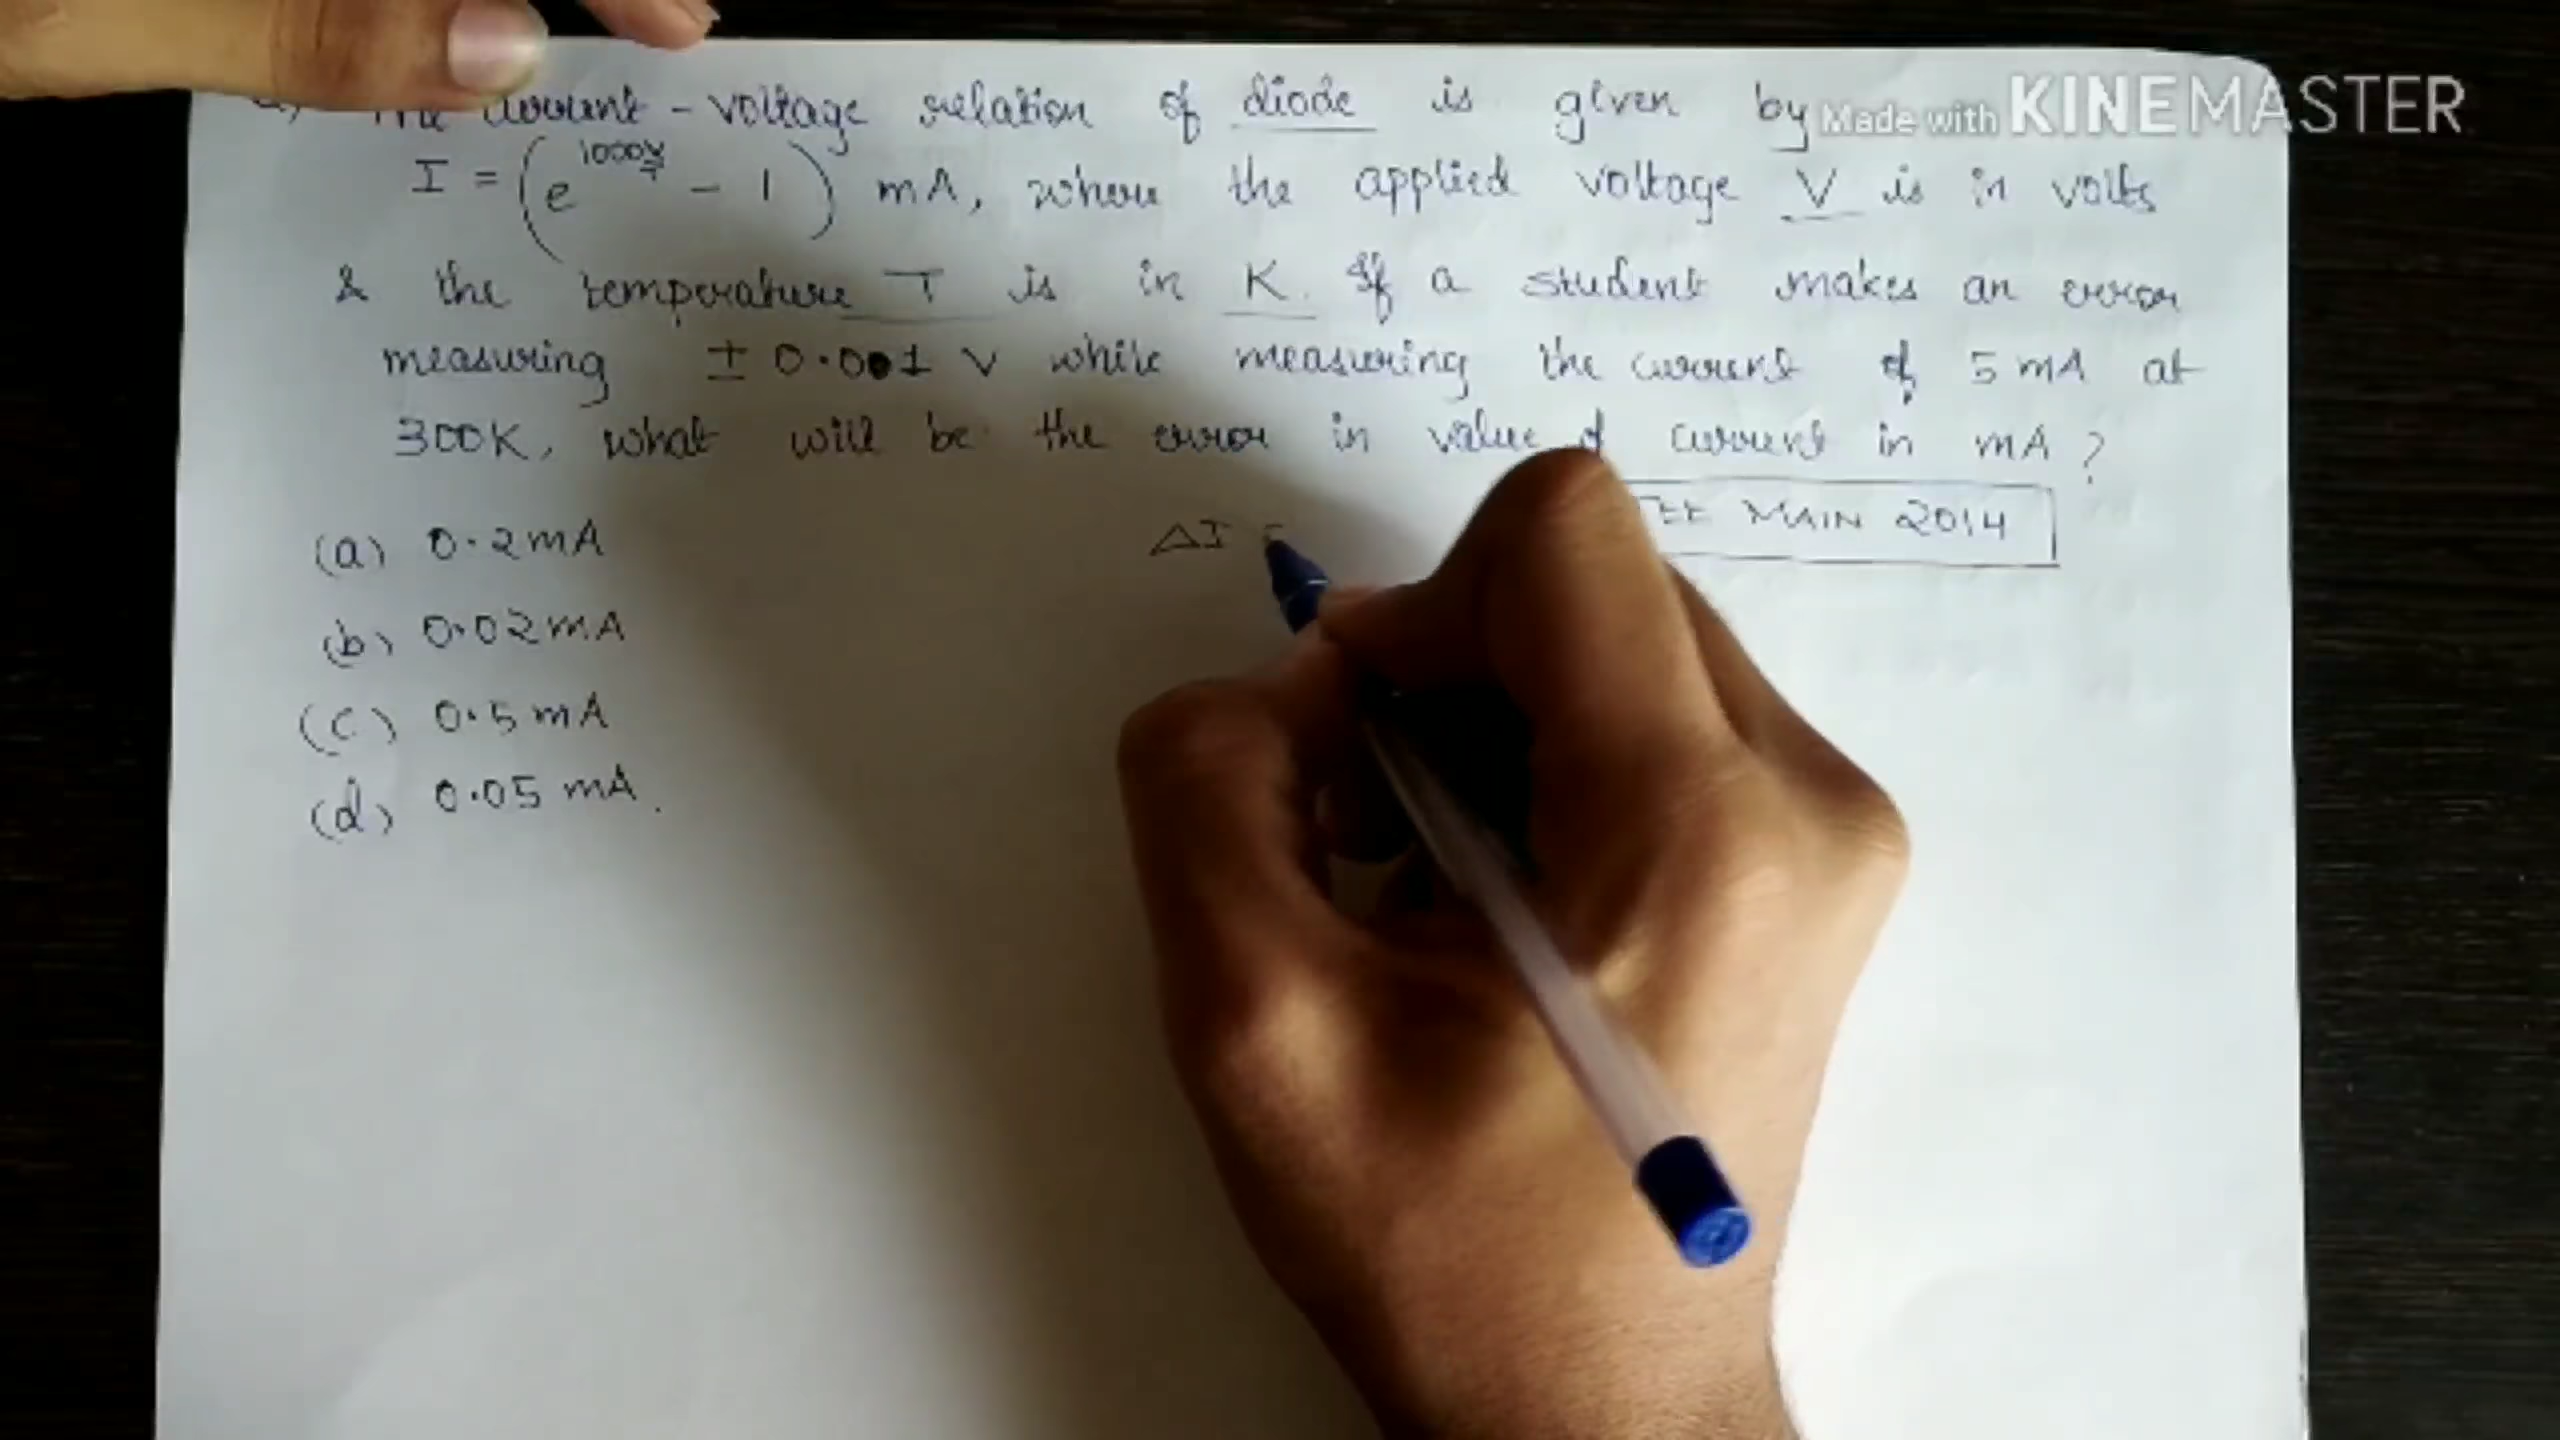 The current - voltage relation of diode is given by
Made with KINEMASTER
I = (e^{1000V/T} - 1) mA, where the applied voltage V is in volts
& the temperature T is in K. If a student makes an error
measuring ± 0.001 V while measuring the current of 5 mA at
300K, what will be the error in value of current in mA?
EE MAIN 2014
(a) 0.2mA
ΔI
(b) 0.02mA
(c) 0.5mA
(d) 0.05 mA.